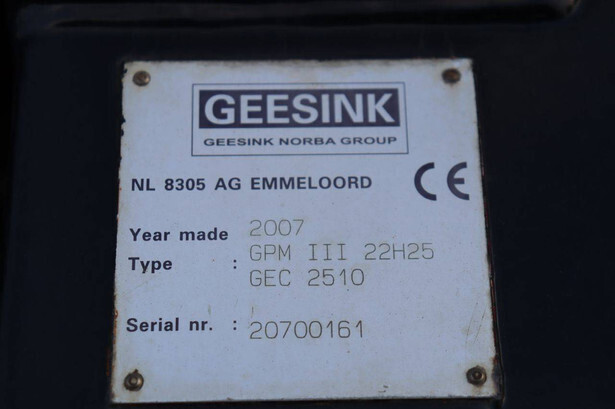 GEESINK
GEESINK NORBA GROUP
NL 8305 AG EMMELOORD CE
Year made 2007
Type : GPM III 22H25
GEC 2510
Serial nr. : 20700161